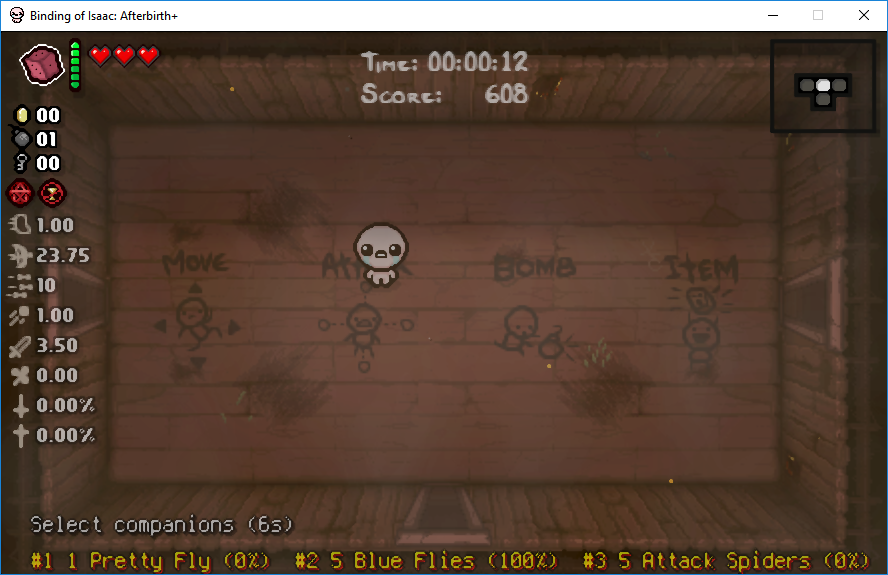 Binding of Isaac: Afterbirth+
TIME: 00:00:12
SCORE: 608
00
01
00
1.00
23.75
10
1.00
3.50
0.00
0.00%
0.00%
MOVE ATTACK BOMB ITEM
Select companions (6s)
#1 1 Pretty Fly (0%) #2 5 Blue Flies (100%) #3 5 Attack Spiders (0%)